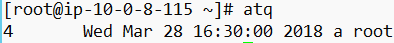 [root@ip-10-0-8-115 ~]# atq
4       Wed Mar 28 16:30:00 2018 a root